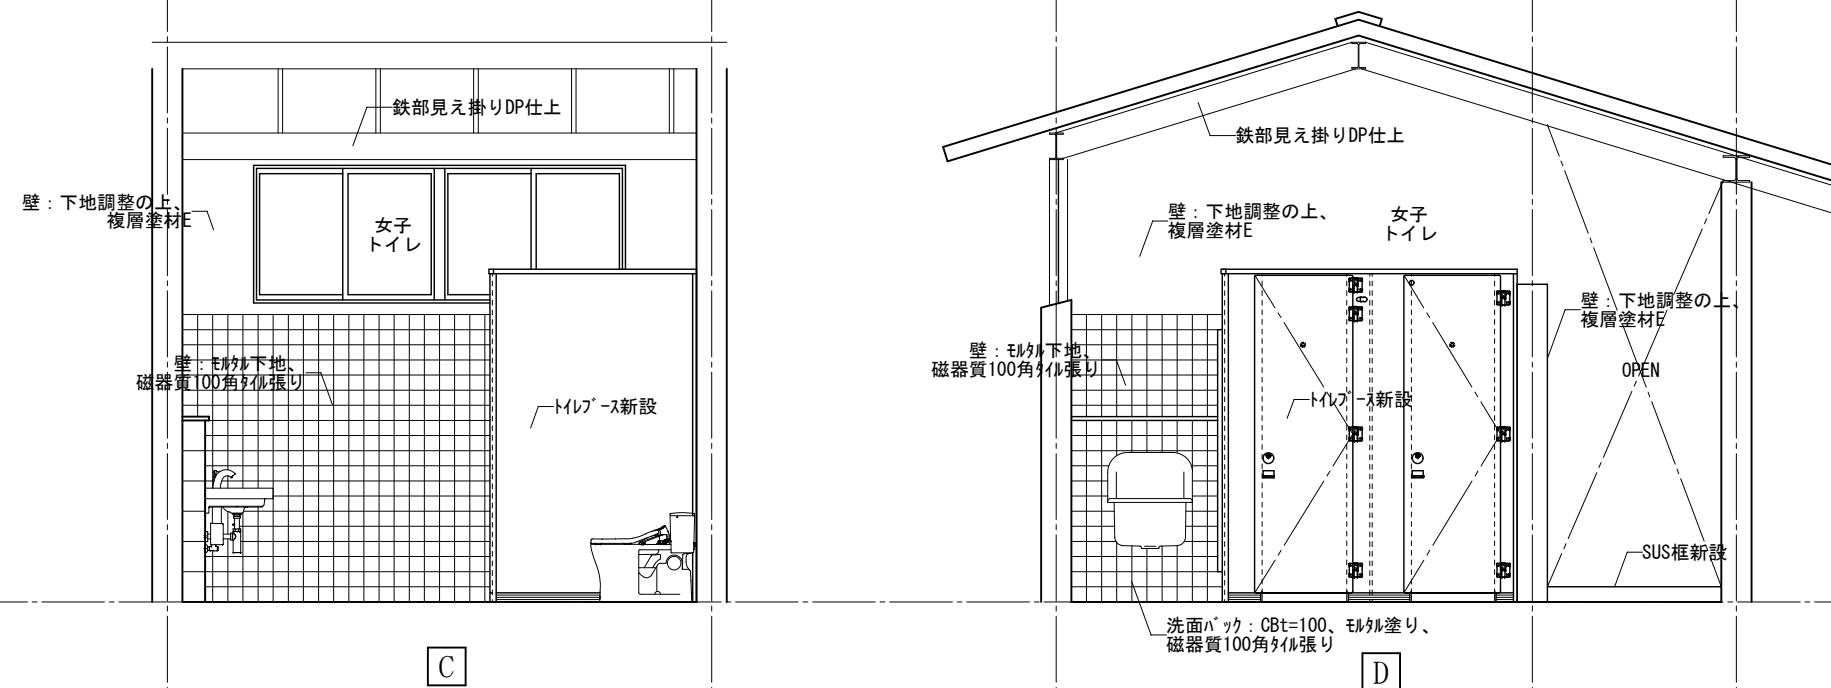 鉄部見え掛りDP仕上
壁：下地調整の上、
複層塗材E
女子
トイレ
壁：ﾓﾙﾀﾙ下地、
磁器質100角ﾀｲﾙ張り
ﾄｲﾚﾌﾞｰｽ新設
C
鉄部見え掛りDP仕上
壁：下地調整の上、
複層塗材E
女子
トイレ
壁：下地調整の上、
複層塗材E
壁：ﾓﾙﾀﾙ下地、
磁器質100角ﾀｲﾙ張り
OPEN
ﾄｲﾚﾌﾞｰｽ新設
SUS框新設
洗面ﾊﾞｯｸ：CBt=100、ﾓﾙﾀﾙ塗り、
磁器質100角ﾀｲﾙ張り
D